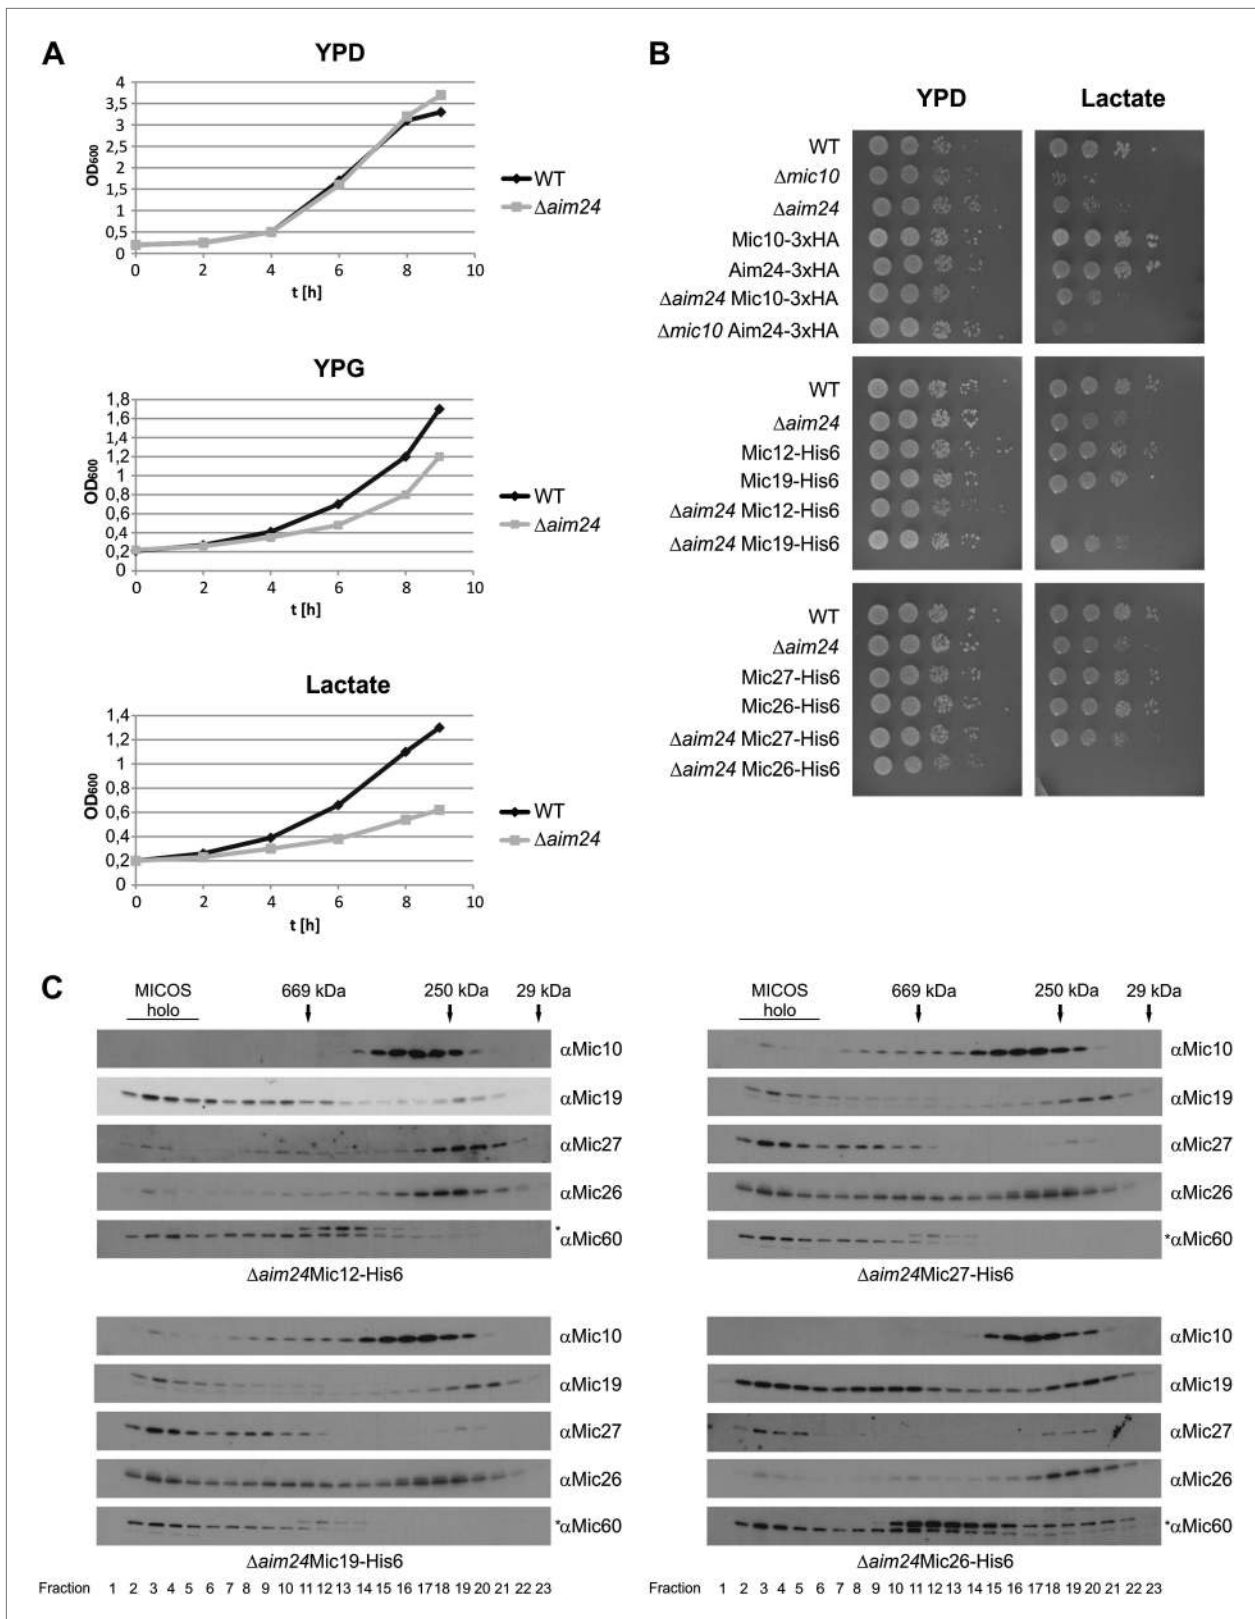 A
YPD
4
3,5
3
2,5
2
1,5
1
0,5
0
OD600
0 2 4 6 8 10
t [h]
WT
Δaim24
YPG
1,8
1,6
1,4
1,2
1
0,8
0,6
0,4
0,2
0
OD600
0 2 4 6 8 10
t [h]
WT
Δaim24
Lactate
1,4
1,2
1
0,8
0,6
0,4
0,2
0
OD600
0 2 4 6 8 10
t [h]
WT
Δaim24
B
YPD Lactate
WT
Δmic10
Δaim24
Mic10-3xHA
Aim24-3xHA
Δaim24 Mic10-3xHA
Δmic10 Aim24-3xHA
WT
Δaim24
Mic12-His6
Mic19-His6
Δaim24 Mic12-His6
Δaim24 Mic19-His6
WT
Δaim24
Mic27-His6
Mic26-His6
Δaim24 Mic27-His6
Δaim24 Mic26-His6
C
MICOS holo 669 kDa 250 kDa 29 kDa
αMic10
αMic19
αMic27
αMic26
*αMic60
Δaim24Mic12-His6
αMic10
αMic19
αMic27
αMic26
*αMic60
Δaim24Mic19-His6
Fraction 1 2 3 4 5 6 7 8 9 10 11 12 13 14 15 16 17 18 19 20 21 22 23
MICOS holo 669 kDa 250 kDa 29 kDa
αMic10
αMic19
αMic27
αMic26
*αMic60
Δaim24Mic27-His6
αMic10
αMic19
αMic27
αMic26
*αMic60
Δaim24Mic26-His6
Fraction 1 2 3 4 5 6 7 8 9 10 11 12 13 14 15 16 17 18 19 20 21 22 23